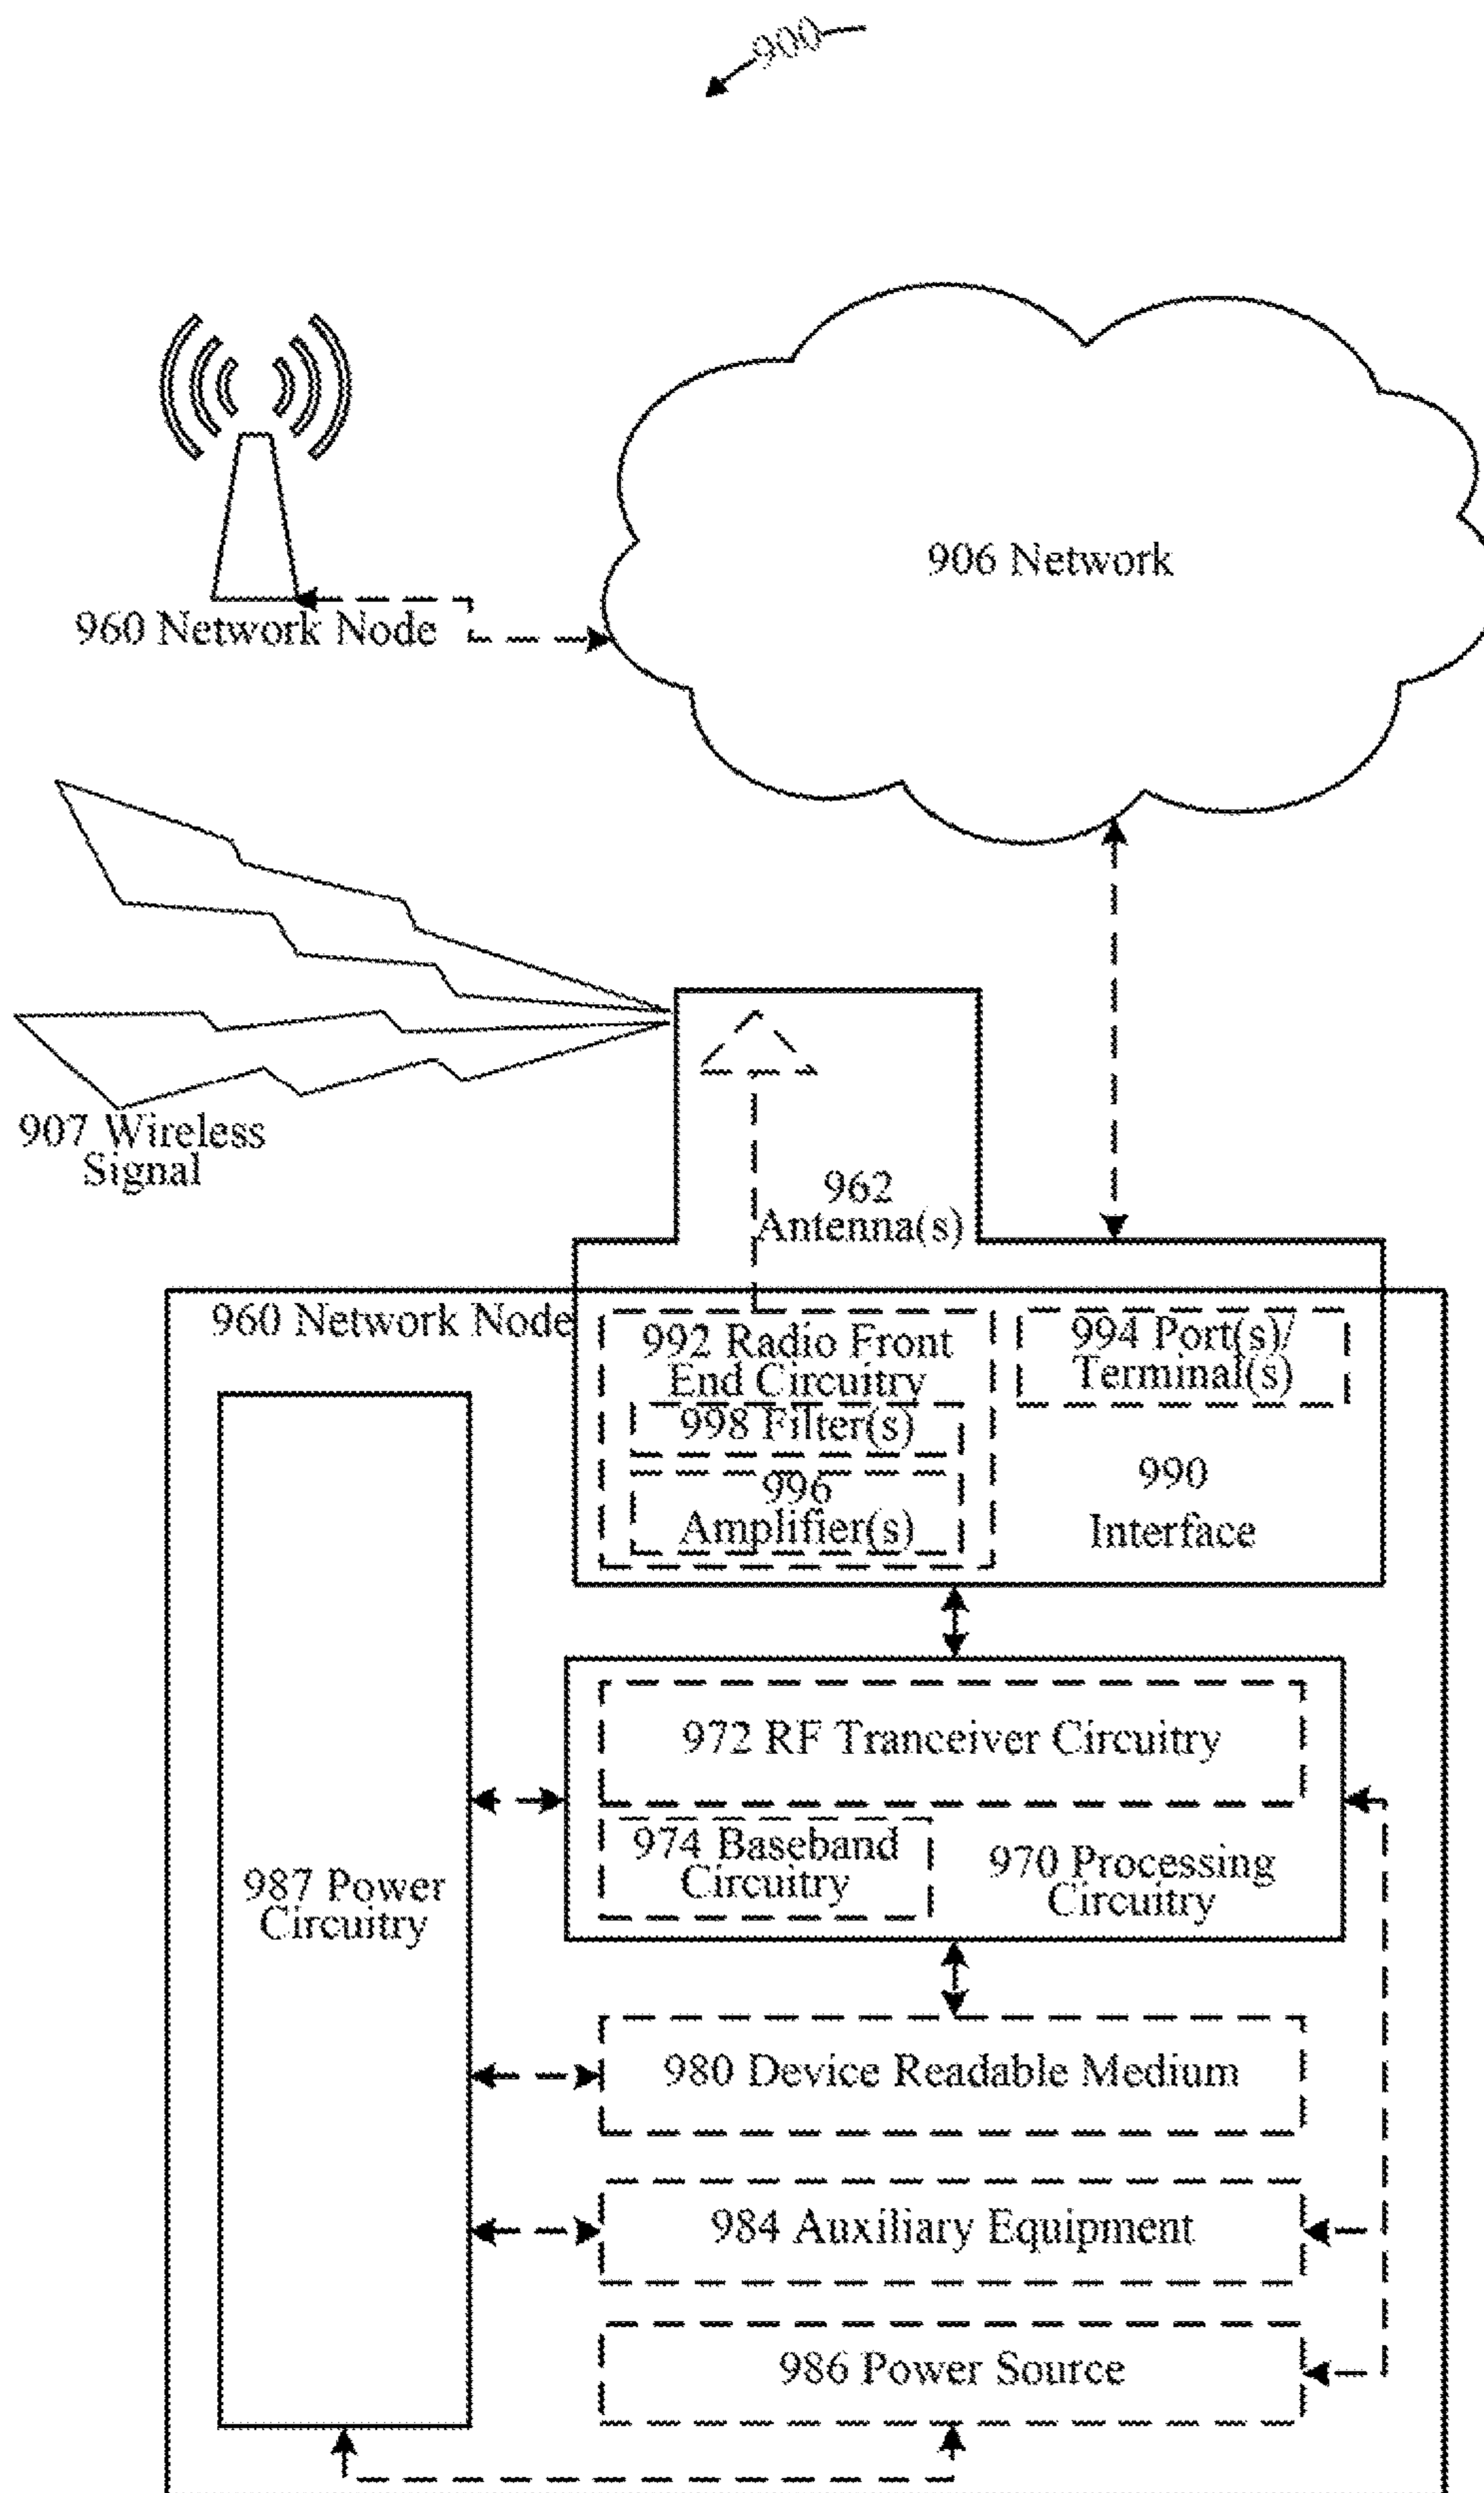 900
906 Network
960 Network Node
907 Wireless
Signal
962
Antenna(s)
960 Network Node
992 Radio Front
End Circuitry
998 Filter(s)
996
Amplifier(s)
994 Port(s)/
Terminal(s)
990
Interface
972 RF Tranceiver Circuitry
974 Baseband
Circuitry
970 Processing
Circuitry
987 Power
Circuitry
980 Device Readable Medium
984 Auxiliary Equipment
986 Power Source